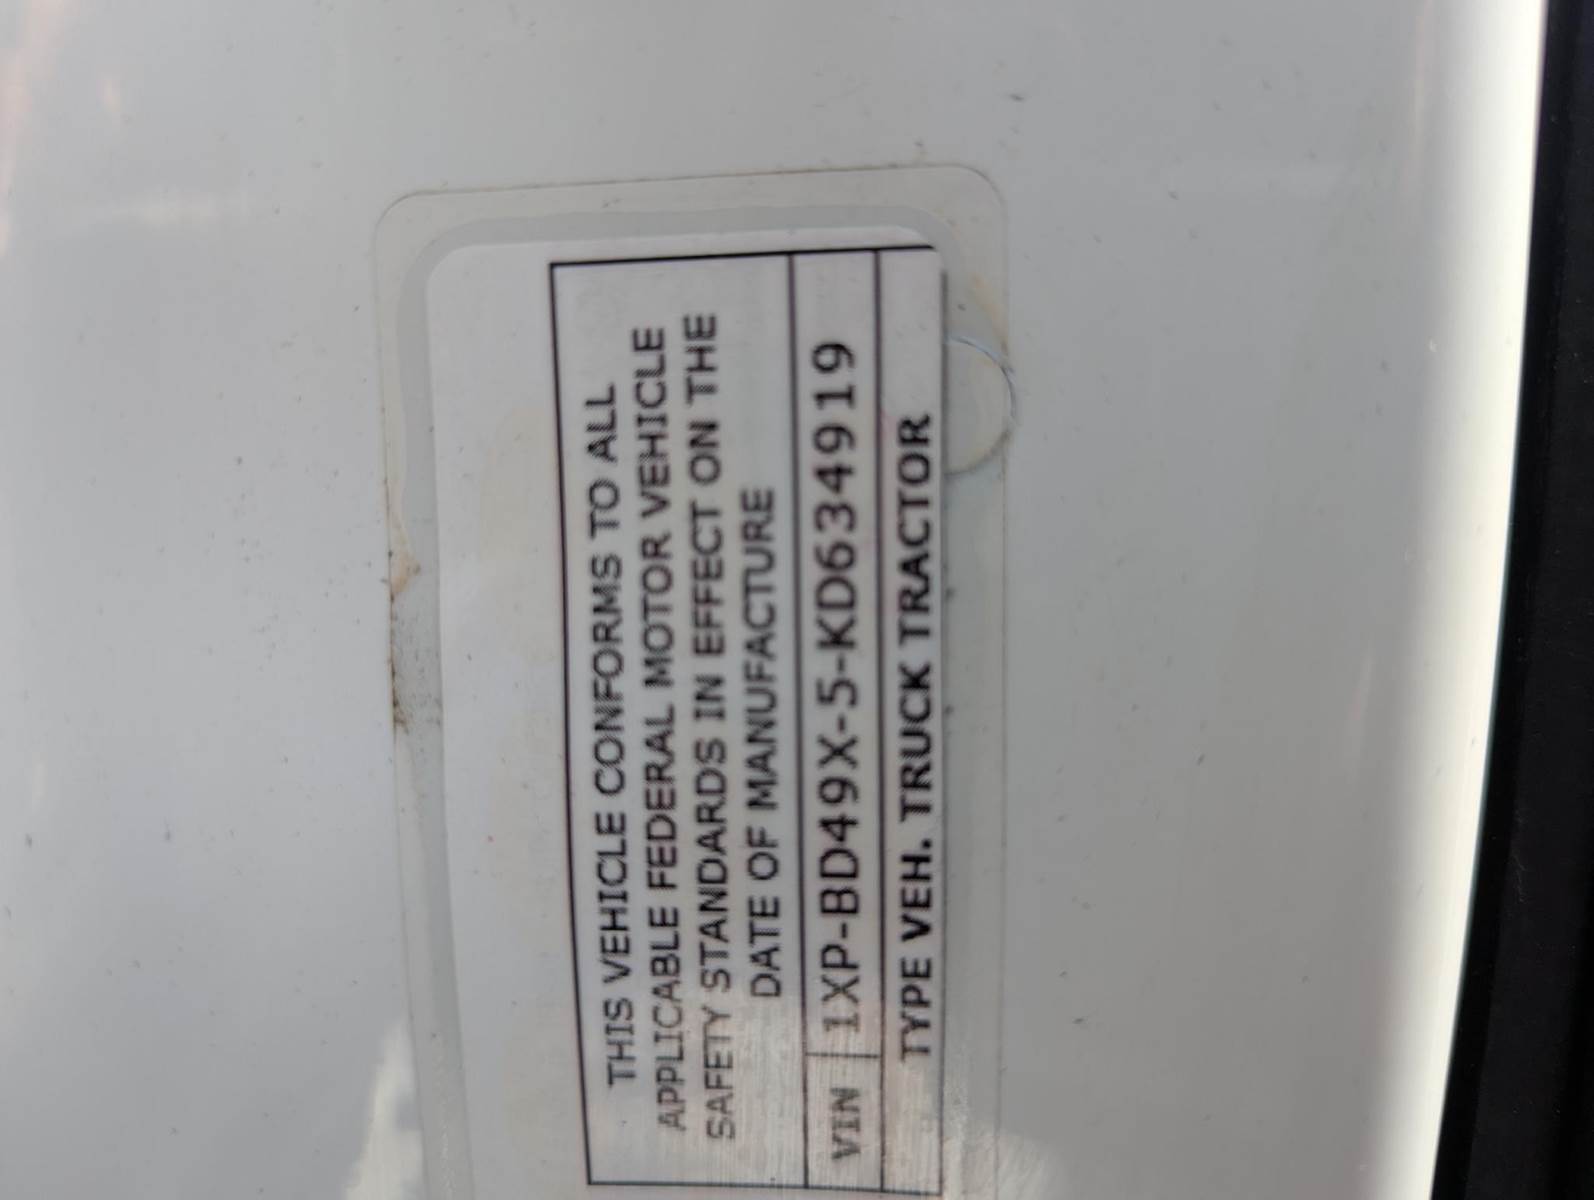 THIS VEHICLE CONFORMS TO ALL
APPLICABLE FEDERAL MOTOR VEHICLE
SAFETY STANDARDS IN EFFECT ON THE
DATE OF MANUFACTURE
VIN 1XP-BD49X-5-KD634919
TYPE VEH. TRUCK TRACTOR